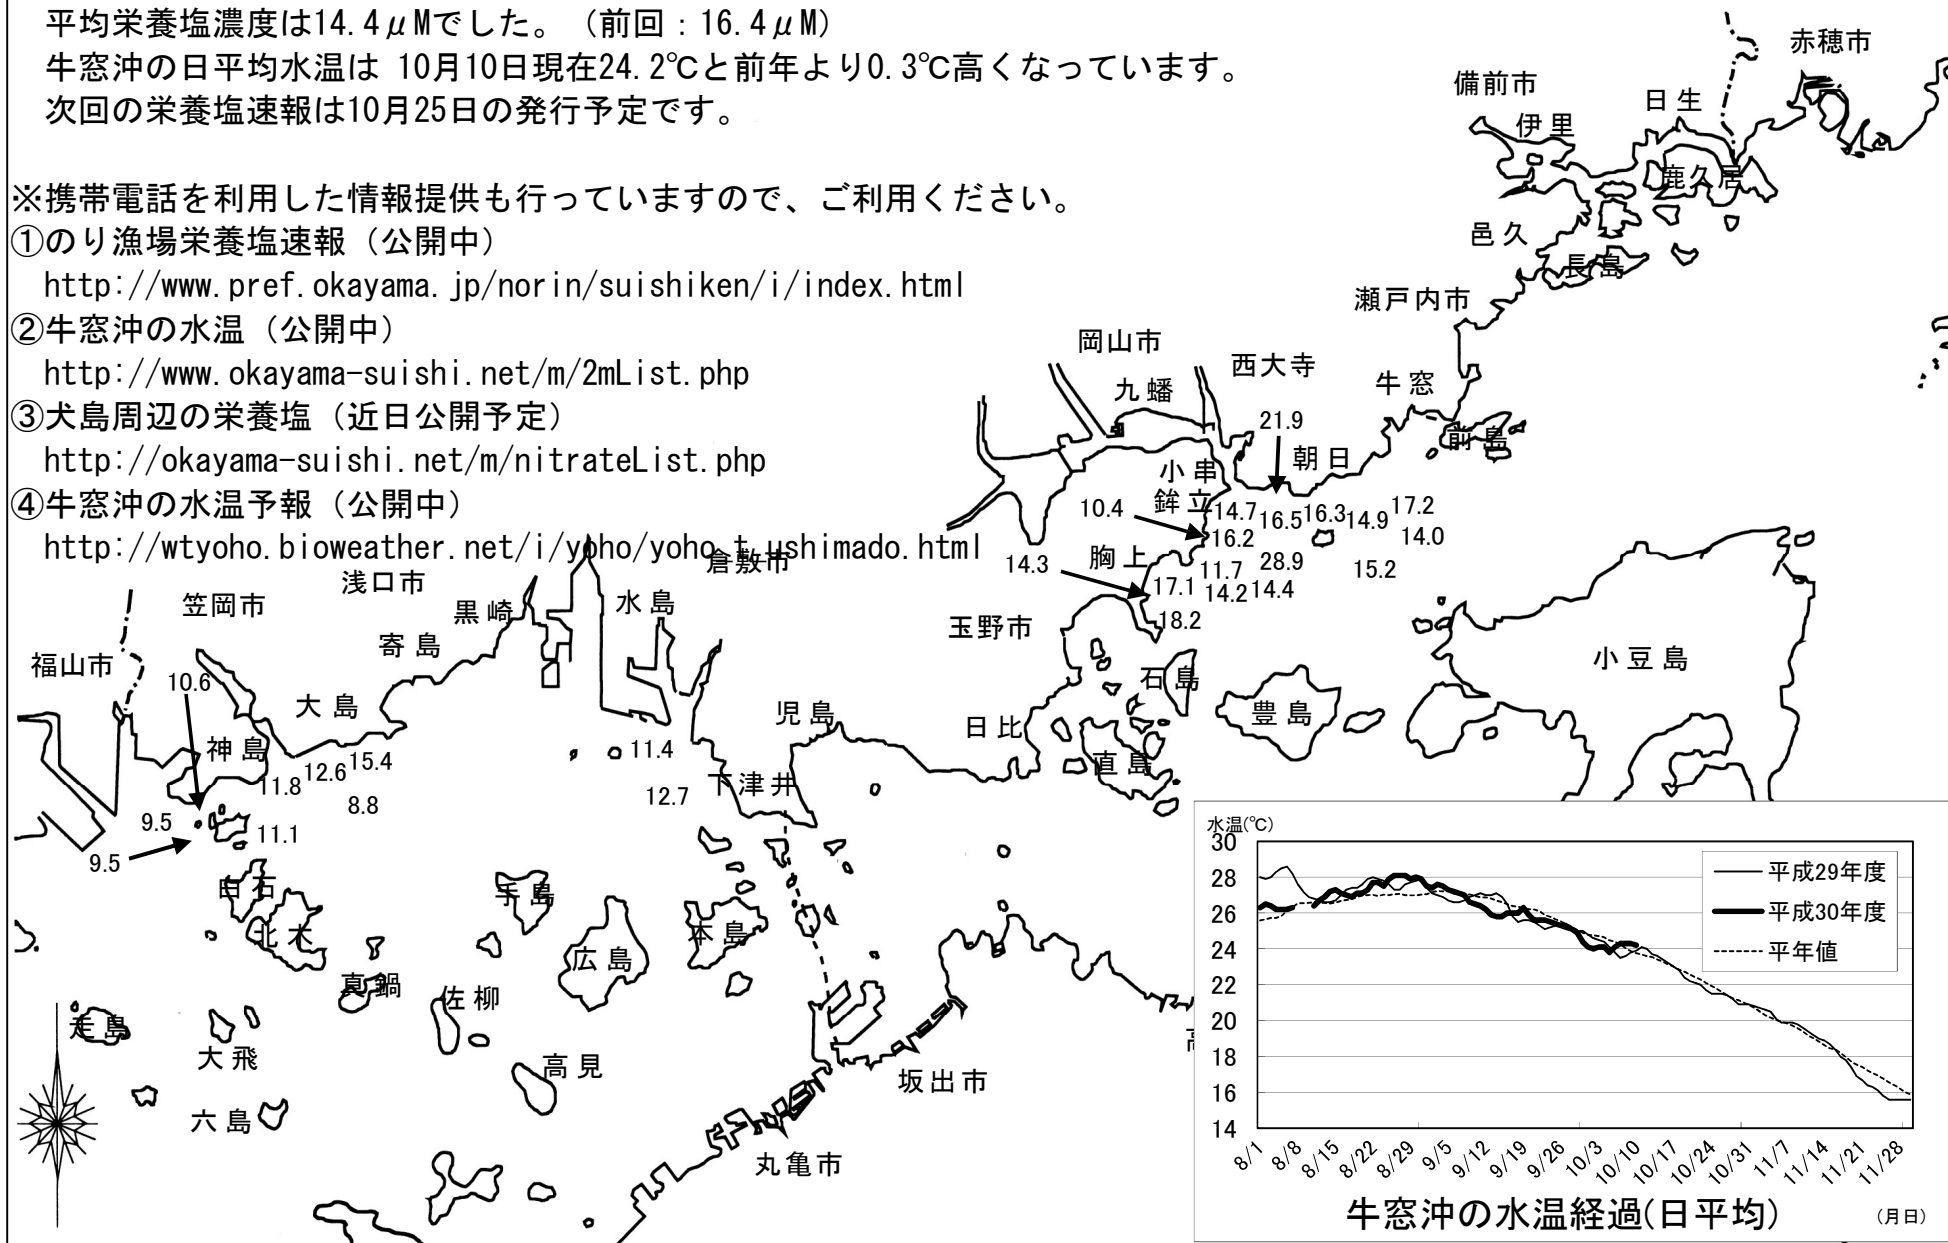 平均栄養塩濃度は14.4μMでした。（前回：16.4μM）
牛窓沖の日平均水温は 10月10日現在24.2℃と前年より0.3℃高くなっています。
次回の栄養塩速報は10月25日の発行予定です。
※携帯電話を利用した情報提供も行っていますので、ご利用ください。
①のり漁場栄養塩速報（公開中）
http://www.pref.okayama.jp/norin/suishiken/i/index.html
②牛窓沖の水温（公開中）
http://www.okayama-suishi.net/m/2mList.php
③犬島周辺の栄養塩（近日公開予定）
http://okayama-suishi.net/m/nitrateList.php
④牛窓沖の水温予報（公開中）
http://wtyoho.bioweather.net/i/yoho/yoho_t_ushimado.html
赤穂市
備前市
日生
伊里
鹿久居
邑久
長島
瀬戸内市
岡山市
西大寺
九蟠
牛窓
21.9
前島
朝日
小串
鉾立
10.4
14.7
16.5
16.3
14.9
17.2
16.2
14.0
胸上
14.3
11.7
28.9
15.2
17.1
14.2
14.4
18.2
倉敷市
浅口市
笠岡市
黒崎
水島
玉野市
寄島
福山市
小豆島
10.6
石島
大島
児島
日比
豊島
神島
15.4
11.4
12.6
直島
11.8
下津井
8.8
12.7
9.5
11.1
9.5
白石
手島
北木
本島
広島
真鍋
佐柳
走島
大飛
高見
坂出市
六島
丸亀市
水温(℃)
30
28
26
24
22
20
18
16
14
平成29年度
平成30年度
平年値
8/1
8/8
8/15
8/22
8/29
9/5
9/12
9/19
9/26
10/3
10/10
10/17
10/24
10/31
11/7
11/14
11/21
11/28
牛窓沖の水温経過(日平均)
(月日)